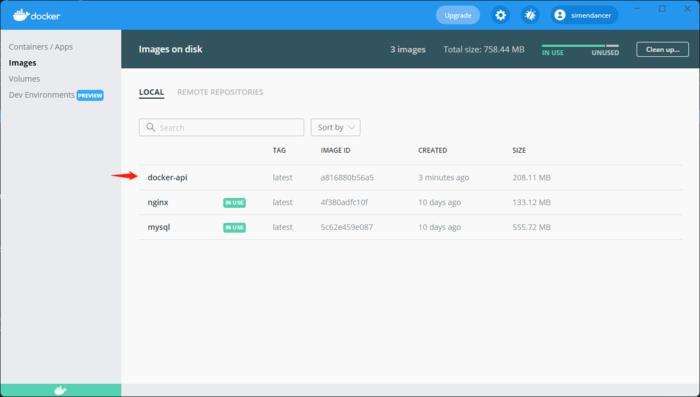 docker
Upgrade
simendancer
Containers / Apps
Images
Volumes
Dev Environments PREVIEW
Images on disk
3 images
Total size: 758.44 MB
IN USE
UNUSED
Clean up...
LOCAL
REMOTE REPOSITORIES
Search
Sort by
TAG IMAGE ID CREATED SIZE
docker-api latest a816880b56a5 3 minutes ago 208.11 MB
nginx IN USE latest 4f380adfc10f 10 days ago 133.12 MB
mysql IN USE latest 5c62e459e087 10 days ago 555.72 MB